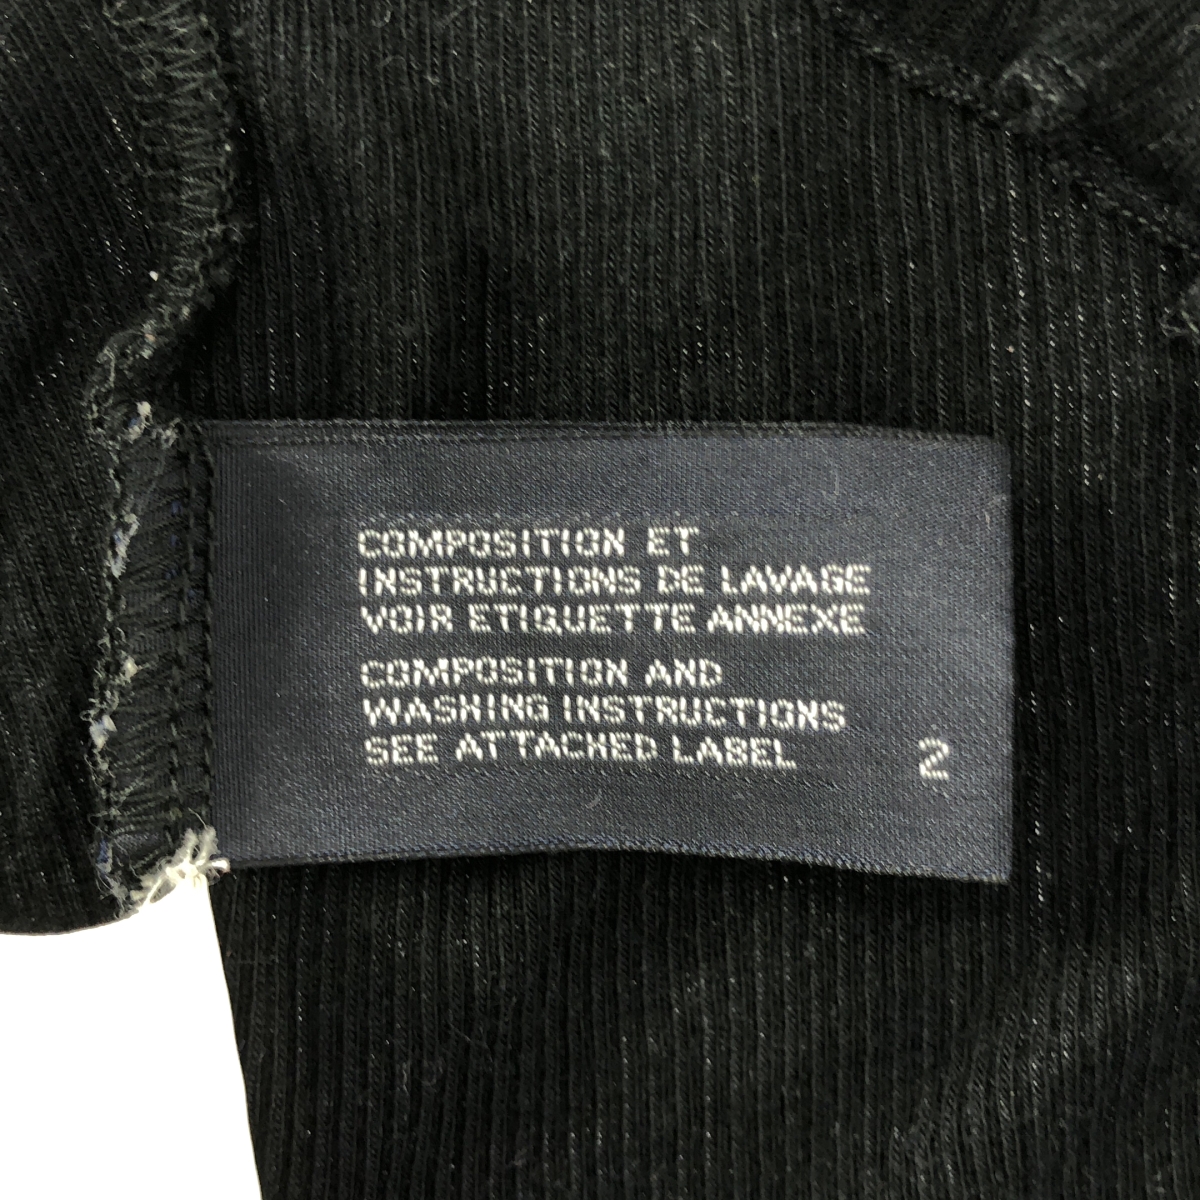 COMPOSITION ET
INSTRUCTIONS DE LAVAGE
VOIR ETIQUETTE ANNEXE
COMPOSITION AND
WASHING INSTRUCTIONS
SEE ATTACHED LABEL
2